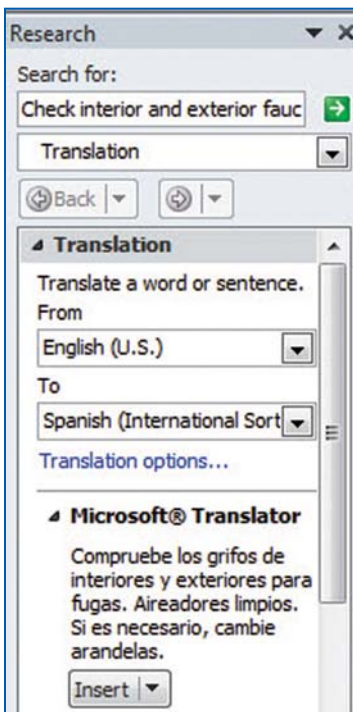 Research
Search for:
Check interior and exterior fauc
Translation
Back
Translation
Translate a word or sentence.
From
English (U.S.)
To
Spanish (International Sort
Translation options...
Microsoft® Translator
Compruebe los grifos de
interiores y exteriores para
fugas. Aireadores limpios.
Si es necesario, cambie
arandelas.
Insert